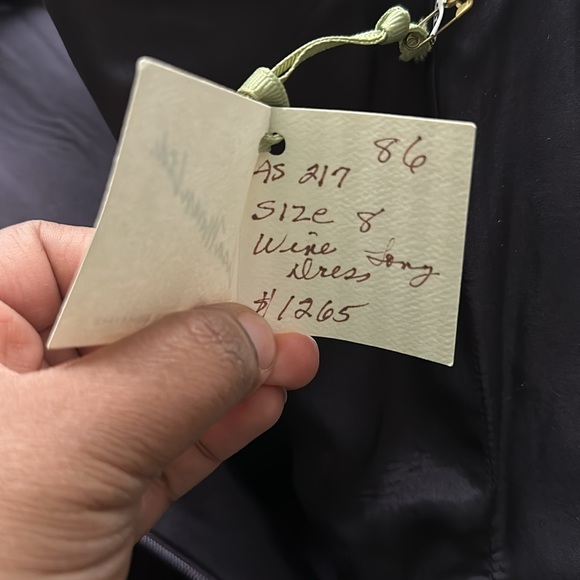 86
AS 217
Size 8
Wine Long
Dress
$1265